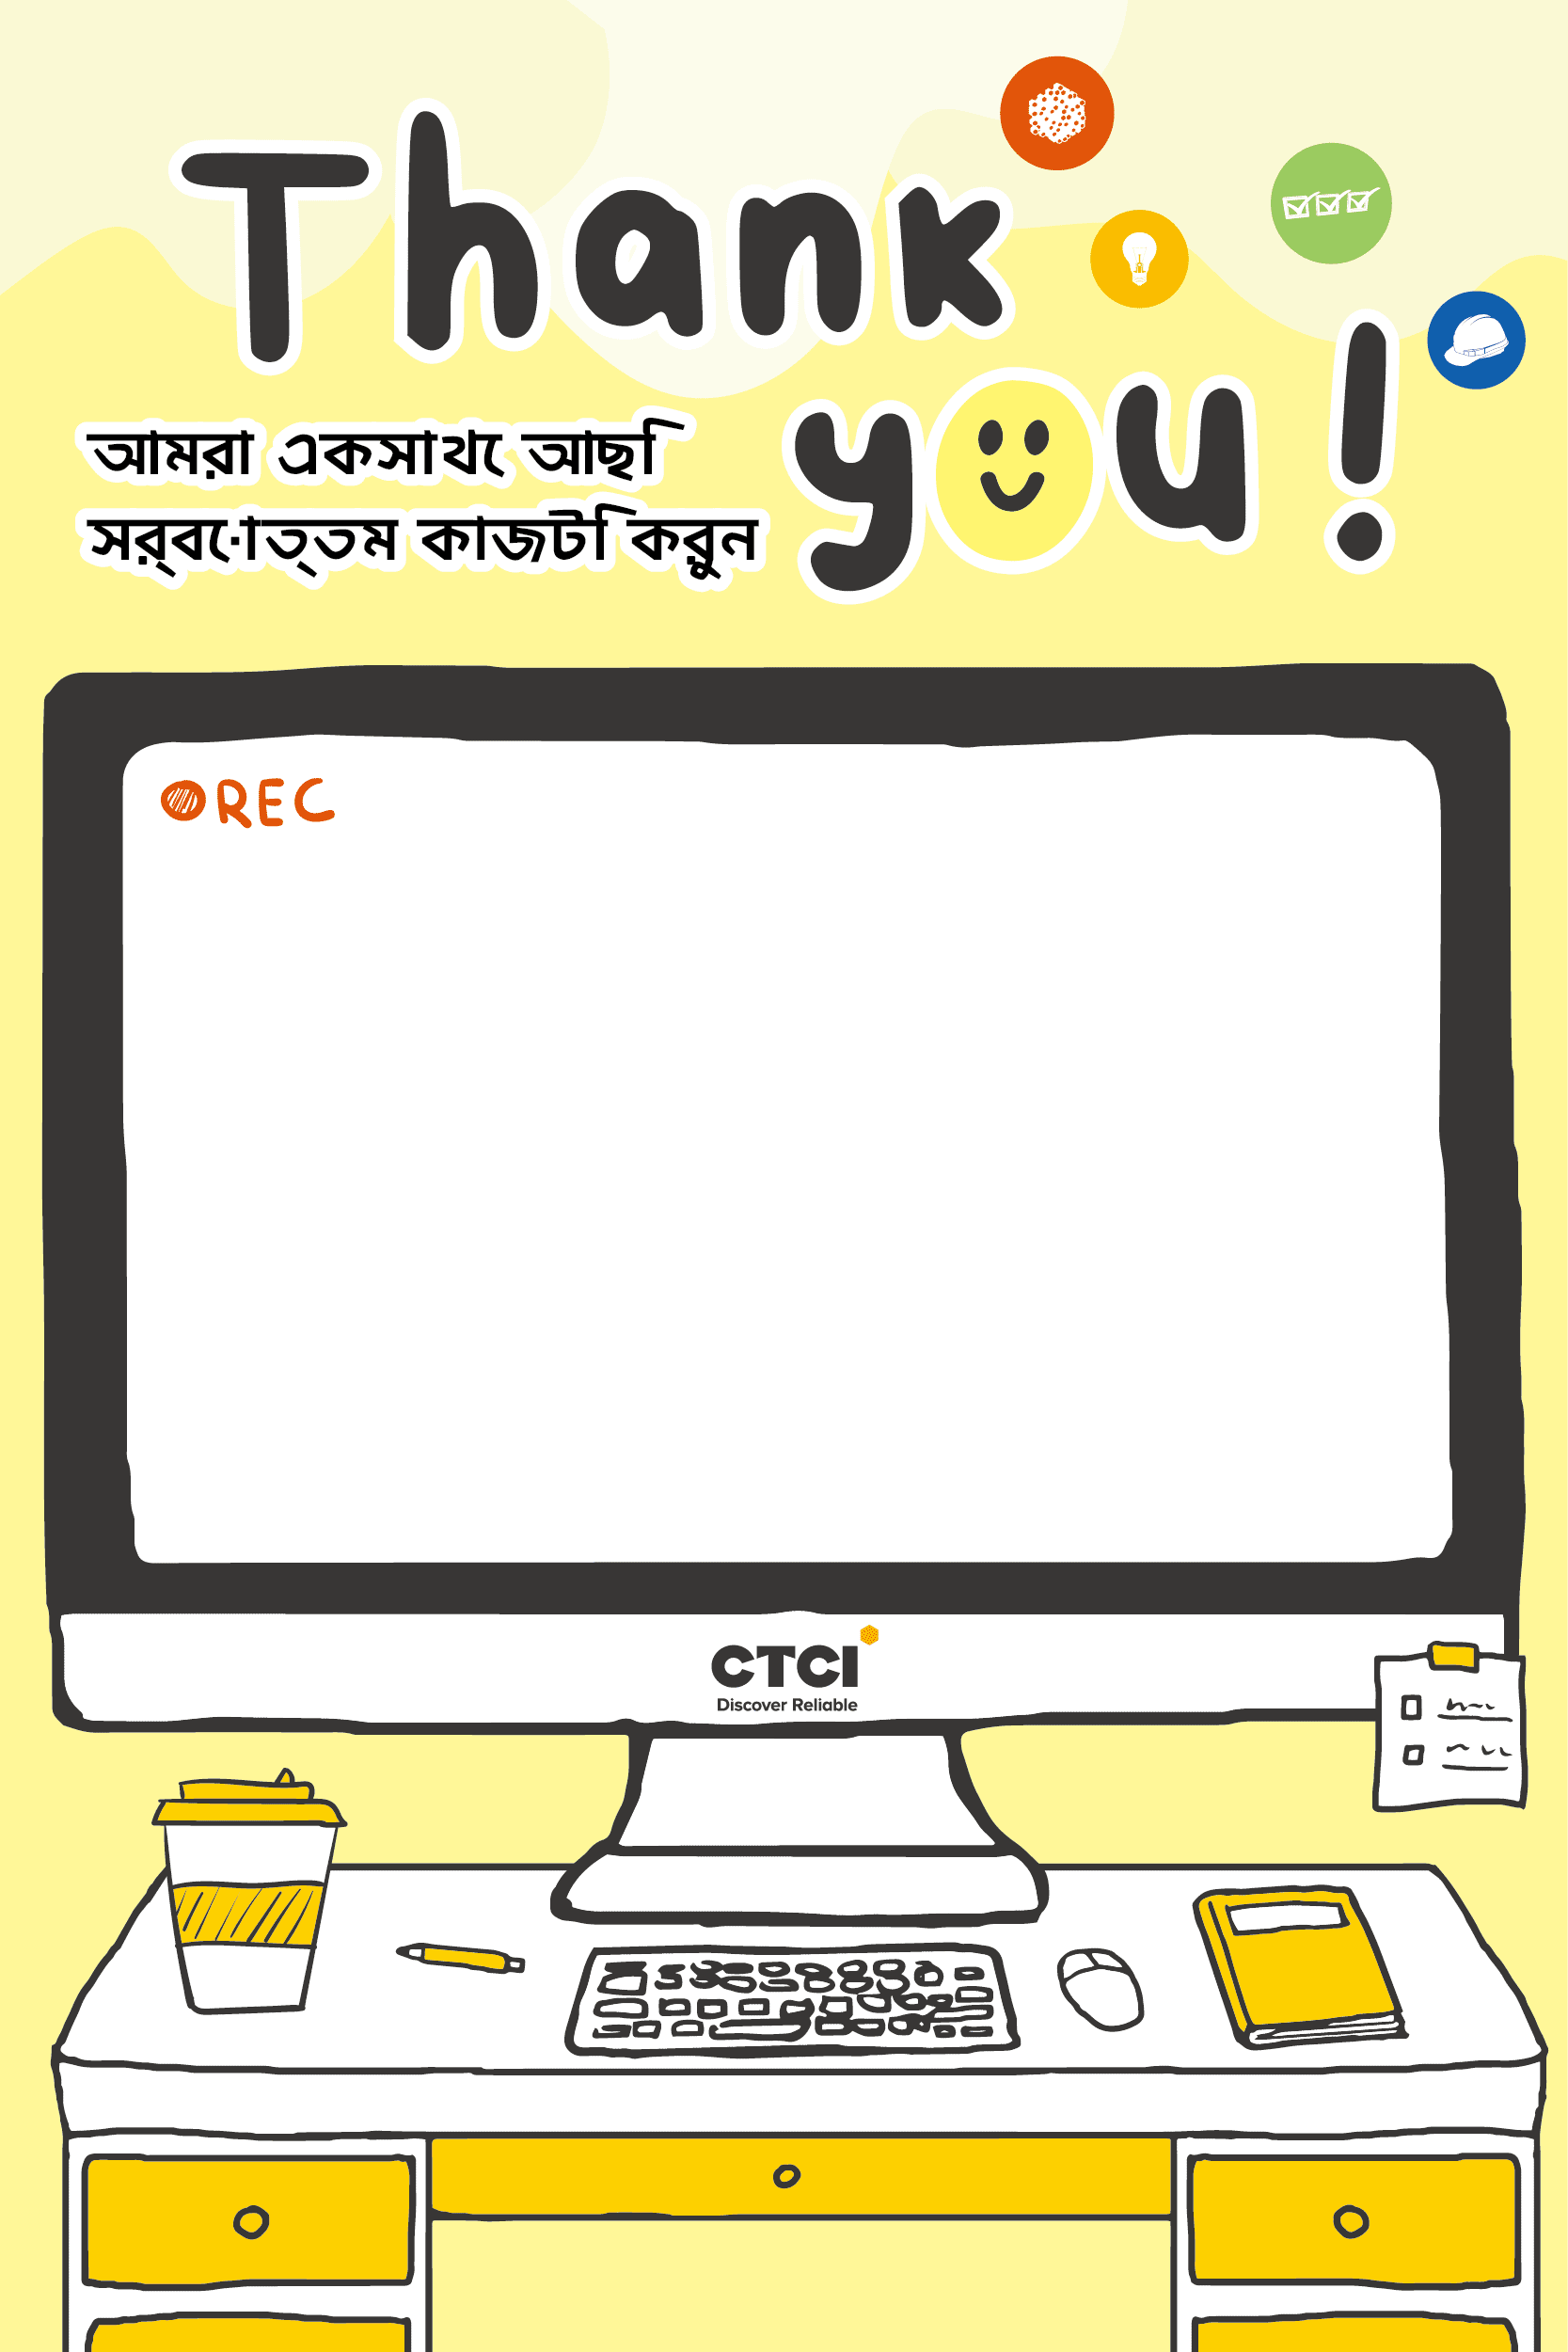 Thank
you!
আমরা একসাথে আছি
সর্বোত্তম কাজটি করুন
REC
CTCI
Discover Reliable